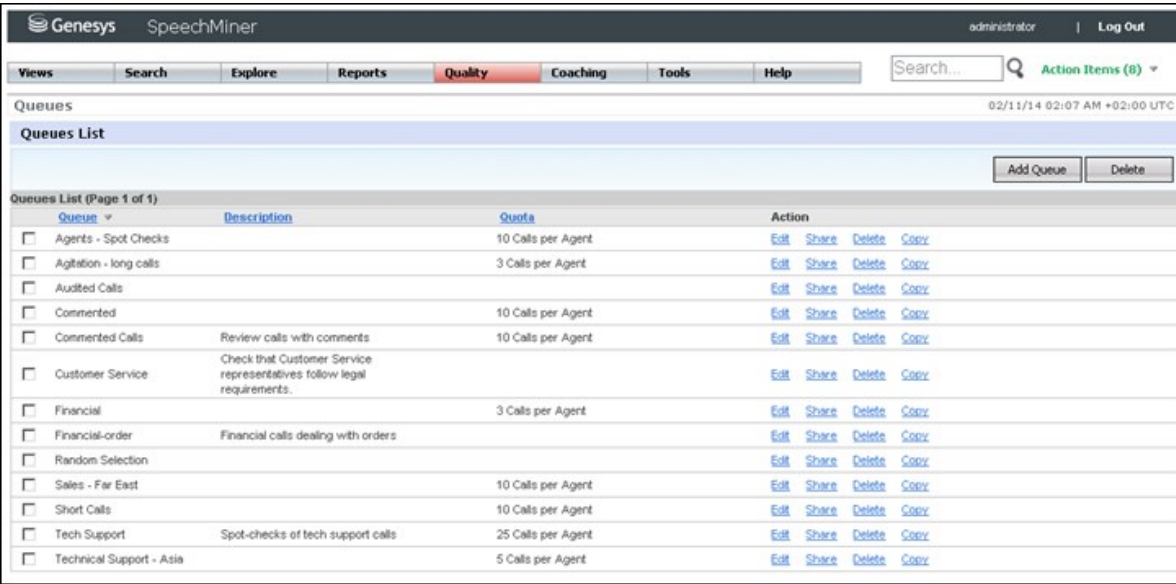 Genesys SpeechMiner administrator | Log Out
Views Search Explore Reports Quality Coaching Tools Help Search... Action Items (8)
Queues 02/11/14 02:07 AM +02:00 UTC
Queues List
Add Queue Delete
Queues List (Page 1 of 1)
Queue Description Quota Action
Agents - Spot Checks 10 Calls per Agent Edit Share Delete Copy
Agitation - long calls 3 Calls per Agent Edit Share Delete Copy
Audited Calls Edit Share Delete Copy
Commented 10 Calls per Agent Edit Share Delete Copy
Commented Calls Review calls with comments 10 Calls per Agent Edit Share Delete Copy
Check that Customer Service
Customer Service representatives follow legal Edit Share Delete Copy
requirements.
Financial 3 Calls per Agent Edit Share Delete Copy
Financial-order Financial calls dealing with orders Edit Share Delete Copy
Random Selection Edit Share Delete Copy
Sales - Far East 10 Calls per Agent Edit Share Delete Copy
Short Calls 10 Calls per Agent Edit Share Delete Copy
Tech Support Spot-checks of tech support calls 25 Calls per Agent Edit Share Delete Copy
Technical Support - Asia 5 Calls per Agent Edit Share Delete Copy